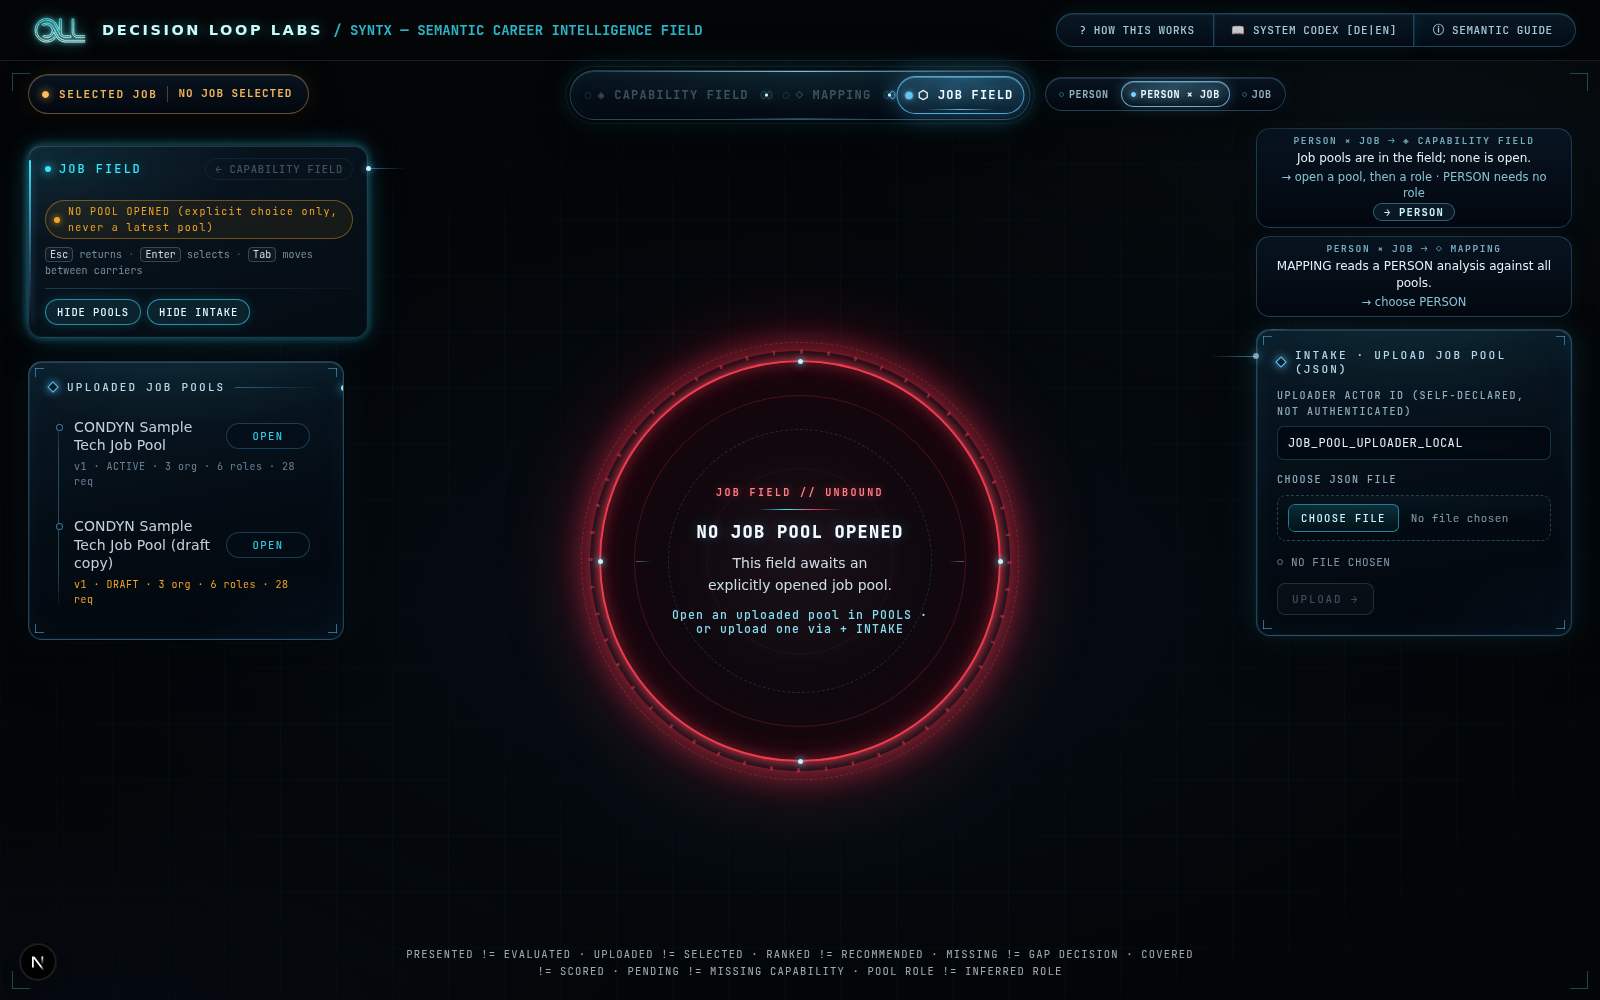 DECISION LOOP LABS / SYNTX — SEMANTIC CAREER INTELLIGENCE FIELD
? HOW THIS WORKS
📖 SYSTEM CODEX [DE|EN]
ⓘ SEMANTIC GUIDE
SELECTED JOB | NO JOB SELECTED
◈ CAPABILITY FIELD
◇ MAPPING
⬡ JOB FIELD
PERSON
PERSON × JOB
JOB
JOB FIELD
← CAPABILITY FIELD
NO POOL OPENED (explicit choice only,
never a latest pool)
Esc returns · Enter selects · Tab moves
between carriers
HIDE POOLS
HIDE INTAKE
UPLOADED JOB POOLS
CONDYN Sample
Tech Job Pool
OPEN
v1 · ACTIVE · 3 org · 6 roles · 28
req
CONDYN Sample
Tech Job Pool (draft
copy)
OPEN
v1 · DRAFT · 3 org · 6 roles · 28
req
JOB FIELD // UNBOUND
NO JOB POOL OPENED
This field awaits an
explicitly opened job pool.
Open an uploaded pool in POOLS ·
or upload one via + INTAKE
PERSON × JOB → ◈ CAPABILITY FIELD
Job pools are in the field; none is open.
→ open a pool, then a role · PERSON needs no
role
→ PERSON
PERSON × JOB → ◇ MAPPING
MAPPING reads a PERSON analysis against all
pools.
→ choose PERSON
INTAKE · UPLOAD JOB POOL
(JSON)
UPLOADER ACTOR ID (SELF-DECLARED,
NOT AUTHENTICATED)
JOB_POOL_UPLOADER_LOCAL
CHOOSE JSON FILE
CHOOSE FILE
No file chosen
NO FILE CHOSEN
UPLOAD →
PRESENTED != EVALUATED · UPLOADED != SELECTED · RANKED != RECOMMENDED · MISSING != GAP DECISION · COVERED
!= SCORED · PENDING != MISSING CAPABILITY · POOL ROLE != INFERRED ROLE